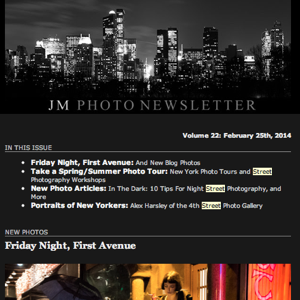 JM PHOTO NEWSLETTER
Volume 22: February 25th, 2014
IN THIS ISSUE
Friday Night, First Avenue: And New Blog Photos
Take a Spring/Summer Photo Tour: New York Photo Tours and Street
Photography Workshops
New Photo Articles: In The Dark: 10 Tips For Night Street Photography, and
More
Portraits of New Yorkers: Alex Harsley of the 4th Street Photo Gallery
NEW PHOTOS
Friday Night, First Avenue